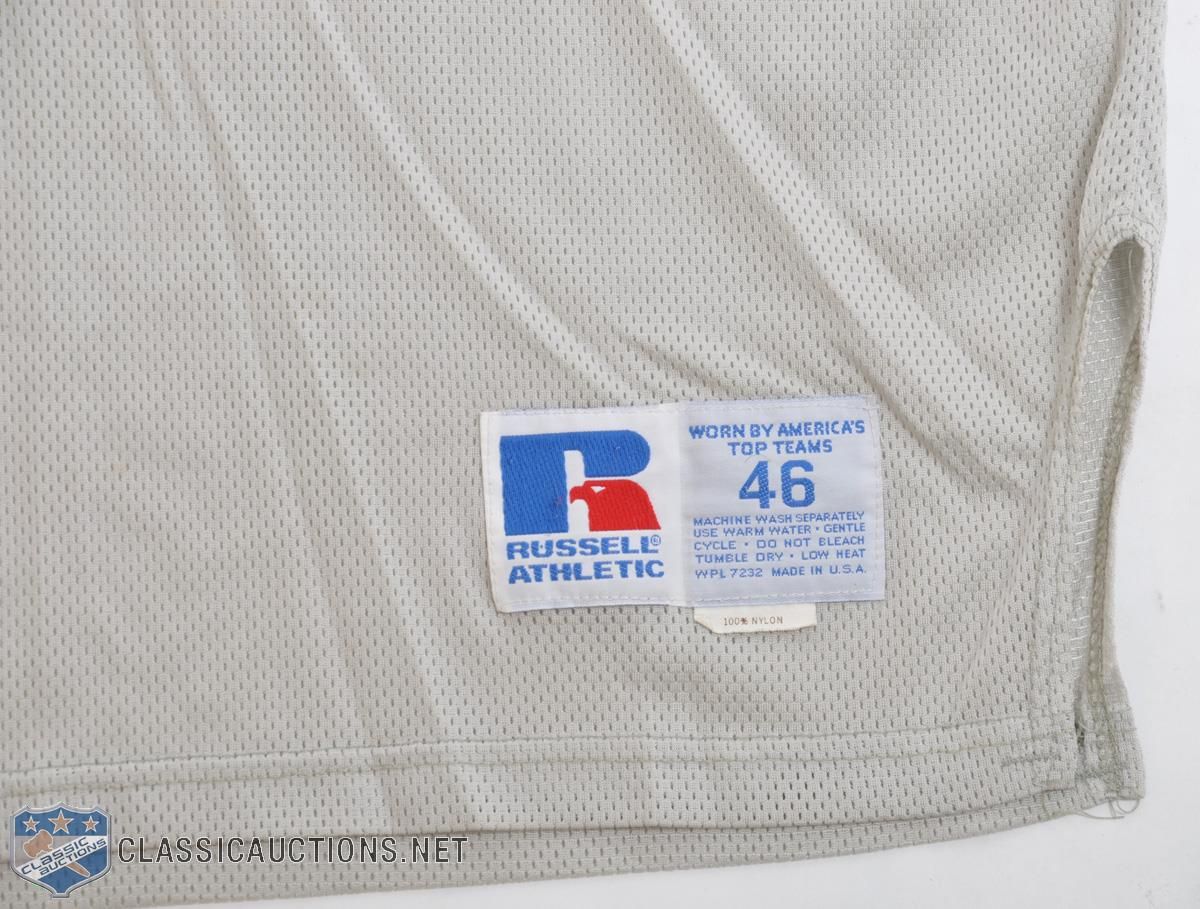 RUSSELL®
ATHLETIC
WORN BY AMERICA'S
TOP TEAMS
46
MACHINE WASH SEPARATELY
USE WARM WATER • GENTLE
CYCLE • DO NOT BLEACH
TUMBLE DRY • LOW HEAT
WPL 7232 MADE IN U.S.A.
100% NYLON
CLASSIC
AUCTIONS
CLASSICAUCTIONS.NET